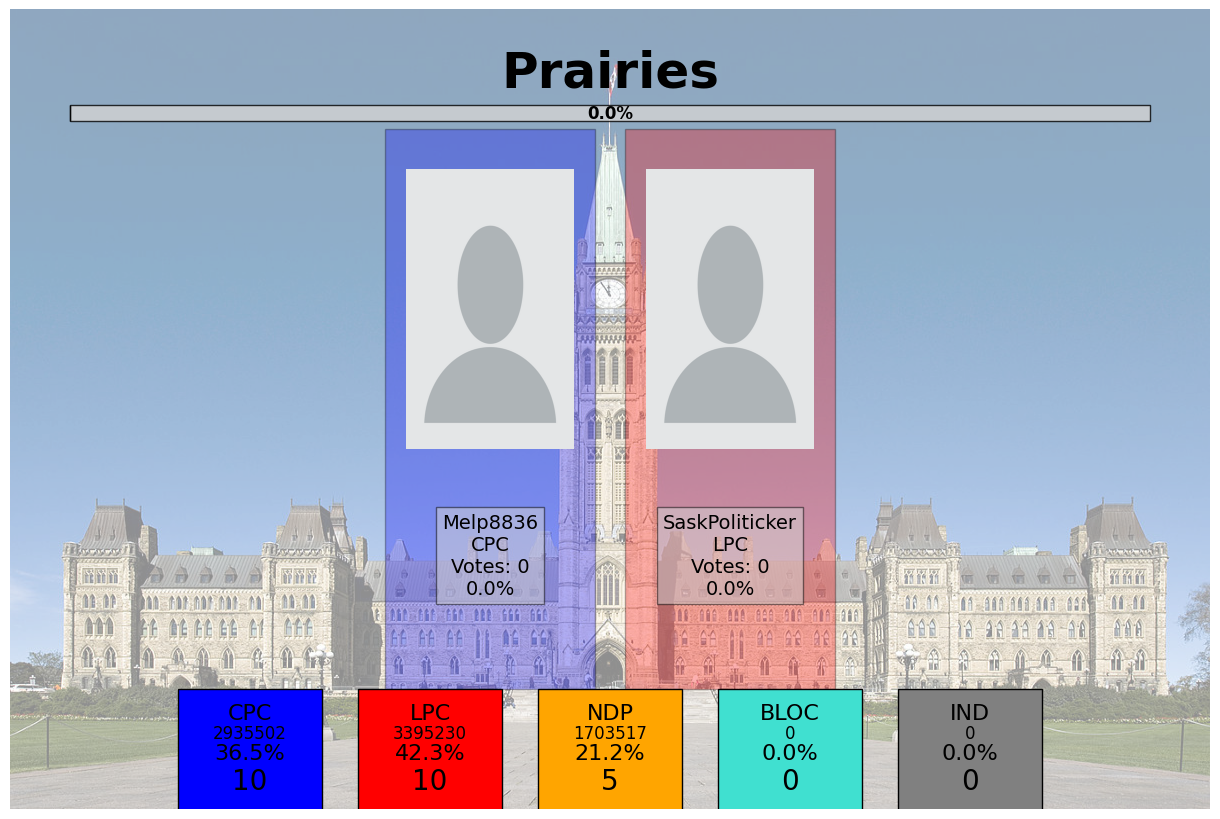 Prairies
0.0%
Melp8836
CPC
Votes: 0
0.0%
SaskPoliticker
LPC
Votes: 0
0.0%
CPC
2935502
36.5%
10
LPC
3395230
42.3%
10
NDP
1703517
21.2%
5
BLOC
0
0.0%
0
IND
0
0.0%
0